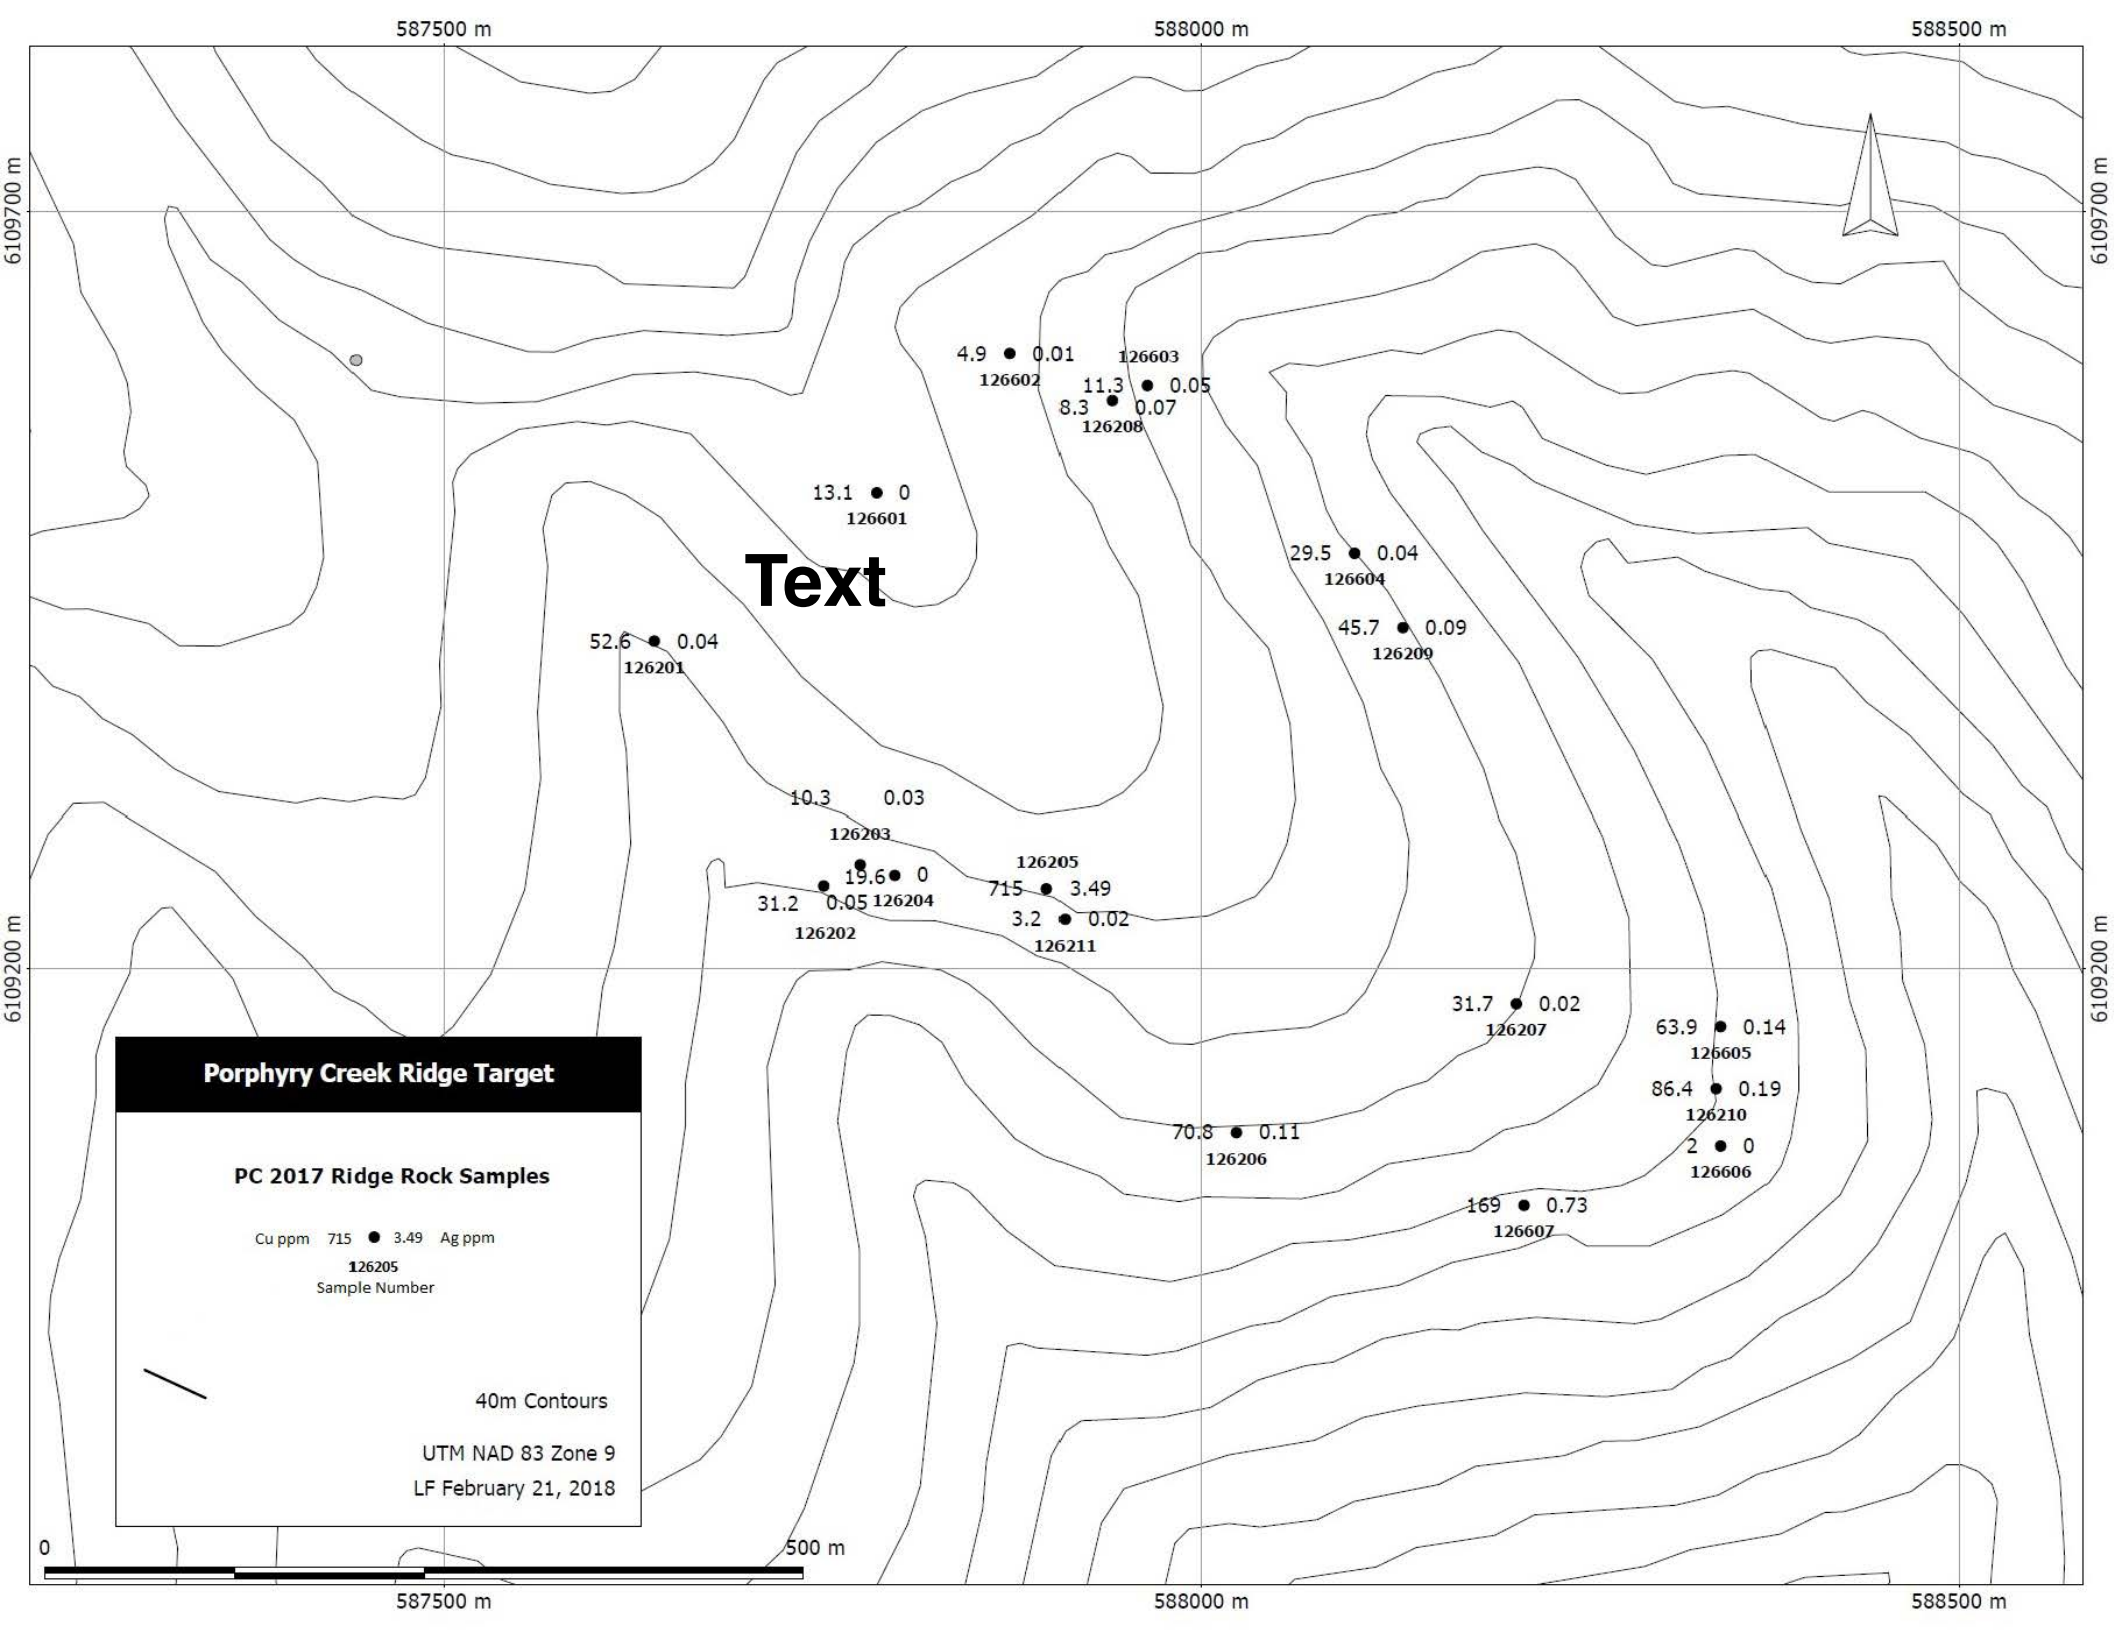 587500 m 588000 m 588500 m
6109700 m 6109700 m
4.9 0.01
126602
126603
11.3 0.05
8.3 0.07
126208
13.1 0
126601
Text
29.5 0.04
126604
45.7 0.09
126209
52.6 0.04
126201
10.3 0.03
126203
19.6 0
126204
31.2 0.05
126202
126205
715 3.49
3.2 0.02
126211
6109200 m 6109200 m
31.7 0.02
126207
63.9 0.14
126605
86.4 0.19
126210
2 0
126606
70.8 0.11
126206
169 0.73
126607
Porphyry Creek Ridge Target
PC 2017 Ridge Rock Samples
Cu ppm 715 3.49 Ag ppm
126205
Sample Number
40m Contours
UTM NAD 83 Zone 9
LF February 21, 2018
0 500 m
587500 m 588000 m 588500 m